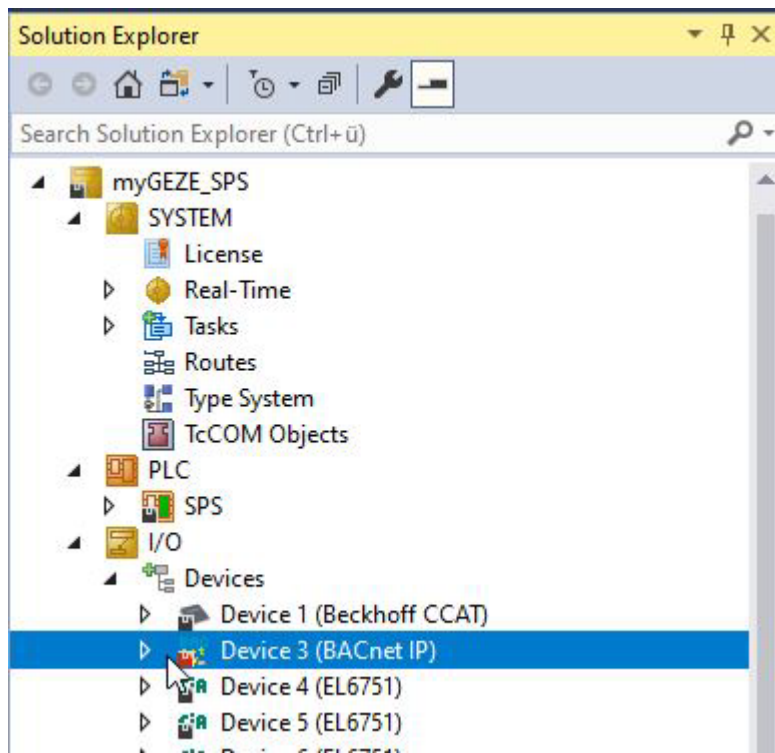 Solution Explorer
Search Solution Explorer (Ctrl+ü)
myGEZE_SPS
SYSTEM
License
Real-Time
Tasks
Routes
Type System
TcCOM Objects
PLC
SPS
I/O
Devices
Device 1 (Beckhoff CCAT)
Device 3 (BACnet IP)
Device 4 (EL6751)
Device 5 (EL6751)